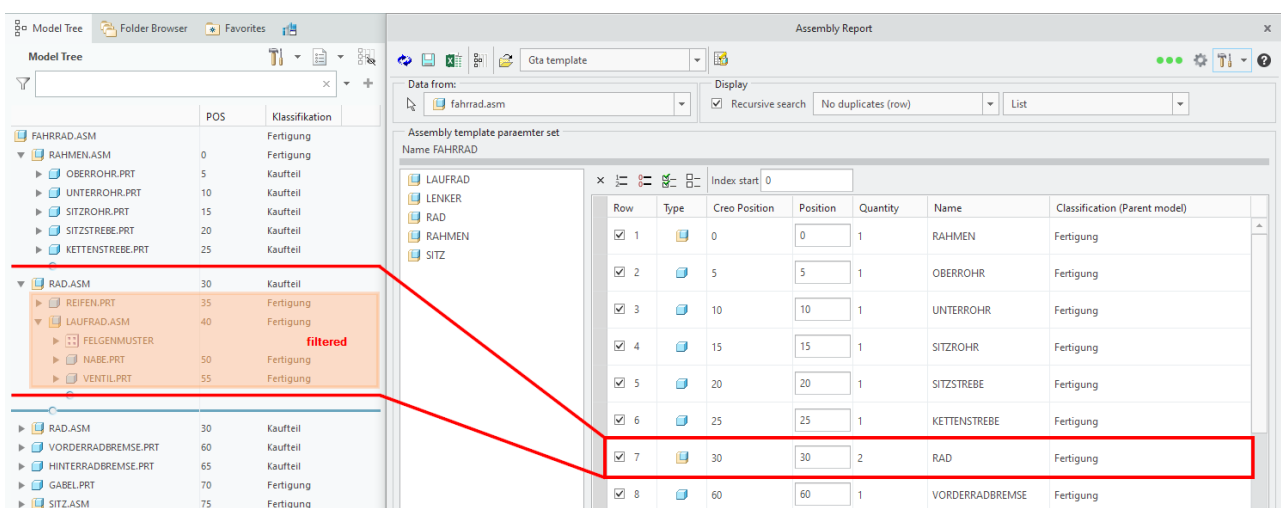 Model Tree Folder Browser Favorites
Assembly Report x
Model Tree
Gta template
Data from:
Display
fahrrad.asm
Recursive search No duplicates (row) List
POS Klassifikation
Assembly template paraemter set
Name FAHRRAD
FAHRRAD.ASM Fertigung
RAHMEN.ASM 0 Fertigung
OBERROHR.PRT 5 Kaufteil
UNTERROHR.PRT 10 Kaufteil
SITZROHR.PRT 15 Kaufteil
SITZSTREBE.PRT 20 Kaufteil
KETTENSTREBE.PRT 25 Kaufteil
RAD.ASM 30 Kaufteil
REIFEN.PRT 35 Fertigung
LAUFRAD.ASM 40 Fertigung
FELGENMUSTER filtered
NABE.PRT 50 Fertigung
VENTIL.PRT 55 Fertigung
RAD.ASM 30 Kaufteil
VORDERRADBREMSE.PRT 60 Kaufteil
HINTERRADBREMSE.PRT 65 Kaufteil
GABEL.PRT 70 Fertigung
SITZ.ASM 75 Fertigung
LAUFRAD
LENKER
RAD
RAHMEN
SITZ
Index start 0
Row Type Creo Position Position Quantity Name Classification (Parent model)
1 0 0 1 RAHMEN Fertigung
2 5 5 1 OBERROHR Fertigung
3 10 10 1 UNTERROHR Fertigung
4 15 15 1 SITZROHR Fertigung
5 20 20 1 SITZSTREBE Fertigung
6 25 25 1 KETTENSTREBE Fertigung
7 30 30 2 RAD Fertigung
8 60 60 1 VORDERRADBREMSE Fertigung